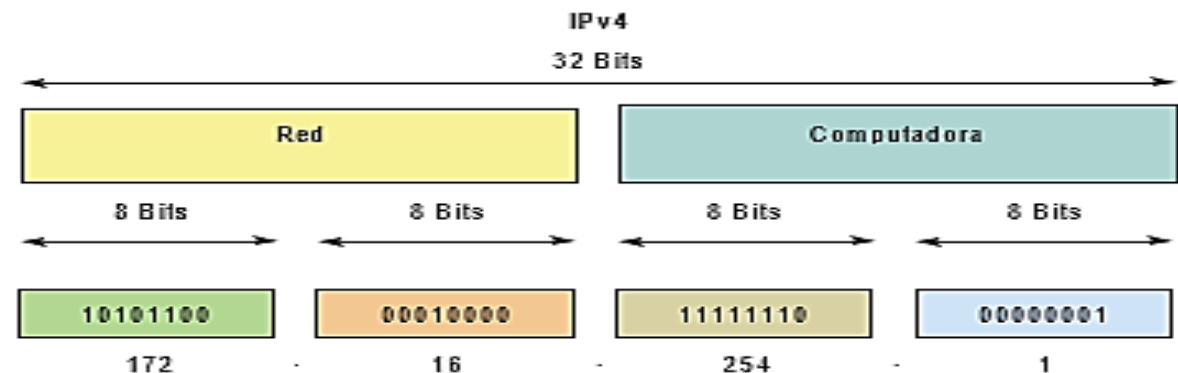 IPv4
32 Bits
Red Computadora
8 Bits 8 Bits 8 Bits 8 Bits
10101100 00010000 11111110 00000001
172 . 16 . 254 . 1